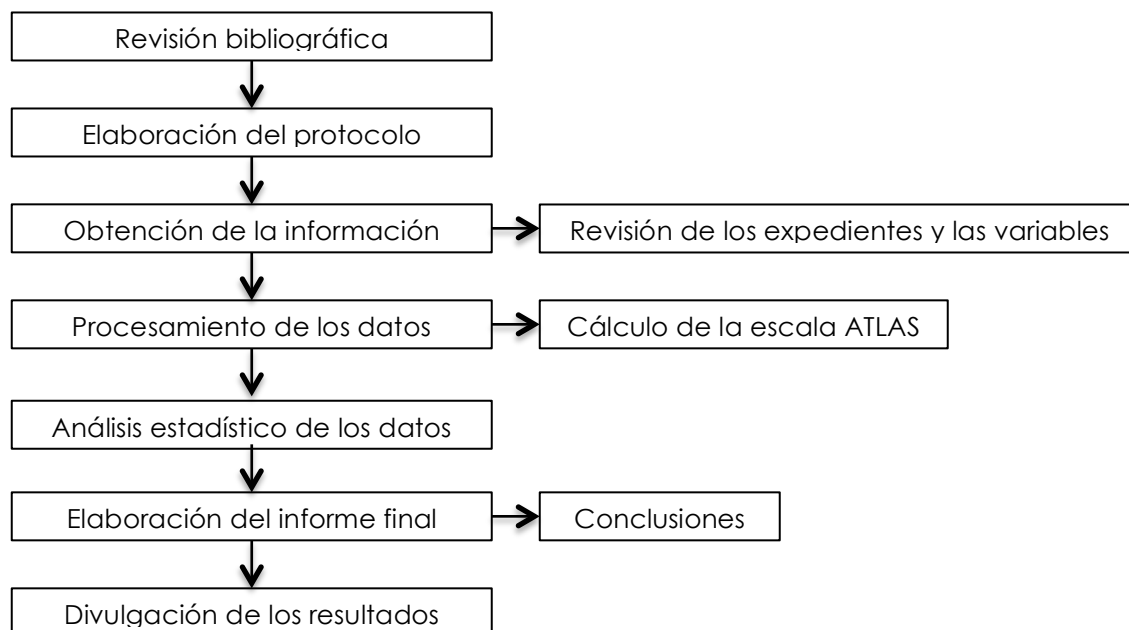 Revisión bibliográfica
Elaboración del protocolo
Obtención de la información
Revisión de los expedientes y las variables
Procesamiento de los datos
Cálculo de la escala ATLAS
Análisis estadístico de los datos
Elaboración del informe final
Conclusiones
Divulgación de los resultados